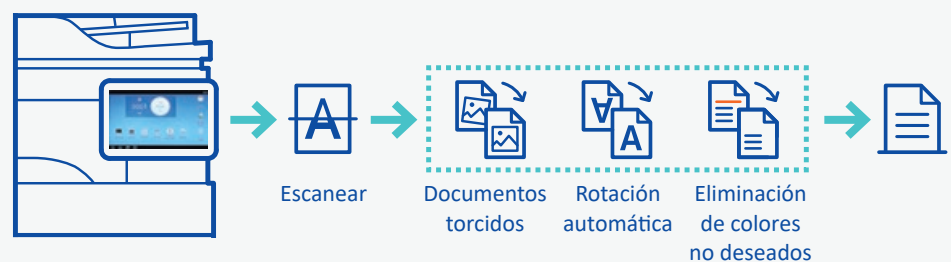 Escanear
Documentos
torcidos
Rotación
automática
Eliminación
de colores
no deseados
A
A
A